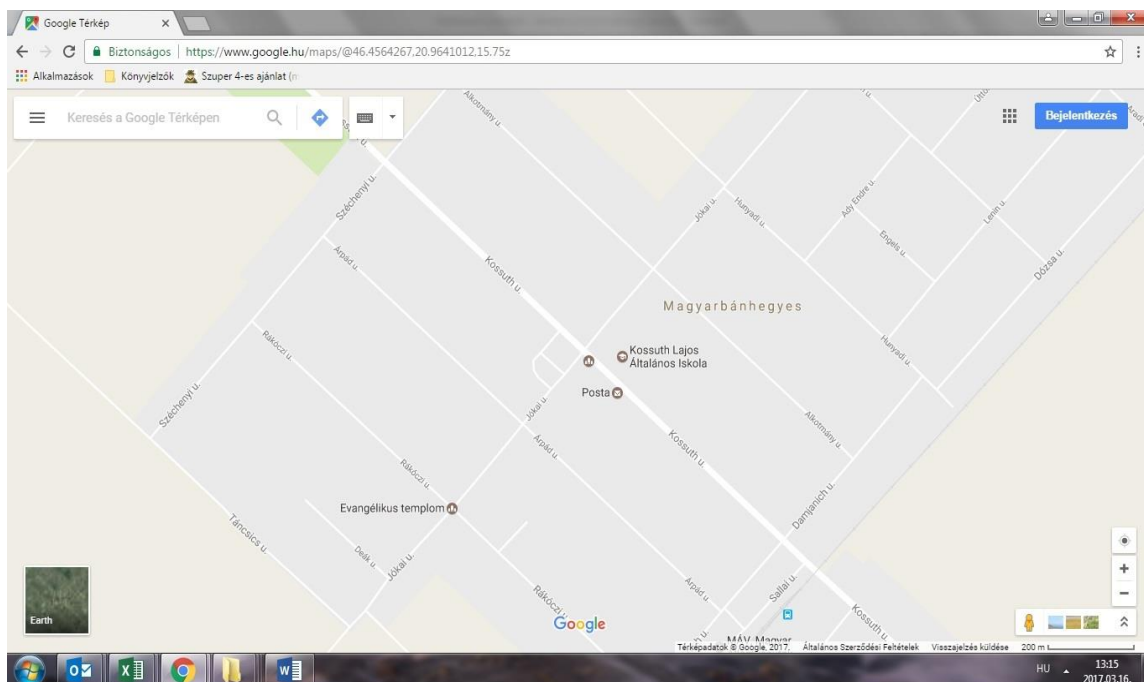 Google Térkép
Biztonságos | https://www.google.hu/maps/@46.4564267,20.9641012,15.75z
Alkalmazások Könyvjelzők Szuper 4-es ajánlat (n
Keresés a Google Térképen
Bejelentkezés
Alkotmány u.
Aradi u.
Széchenyi u.
Jókai u.
Hunyadi u.
Ady Endre u.
Lenin u.
Engels u.
Dózsa u.
Árpád u.
Kossuth u.
Magyarbánhegyes
Rákóczi u.
Kossuth Lajos
Általános Iskola
Hunyadi u.
Posta
Széchenyi u.
Jókai u.
Alkotmány u.
Árpád u.
Kossuth u.
Rákóczi u.
Evangélikus templom
Damjanich u.
Táncsics u.
Deák u.
Jókai u.
Sallai u.
Árpád u.
Rákóczi u.
Kossuth u.
Earth
Google
MÁV Magyar
Térképadatok © Google, 2017. Általános Szerződési Feltételek Visszajelzés küldése 200 m
HU 13:15
2017.03.16.